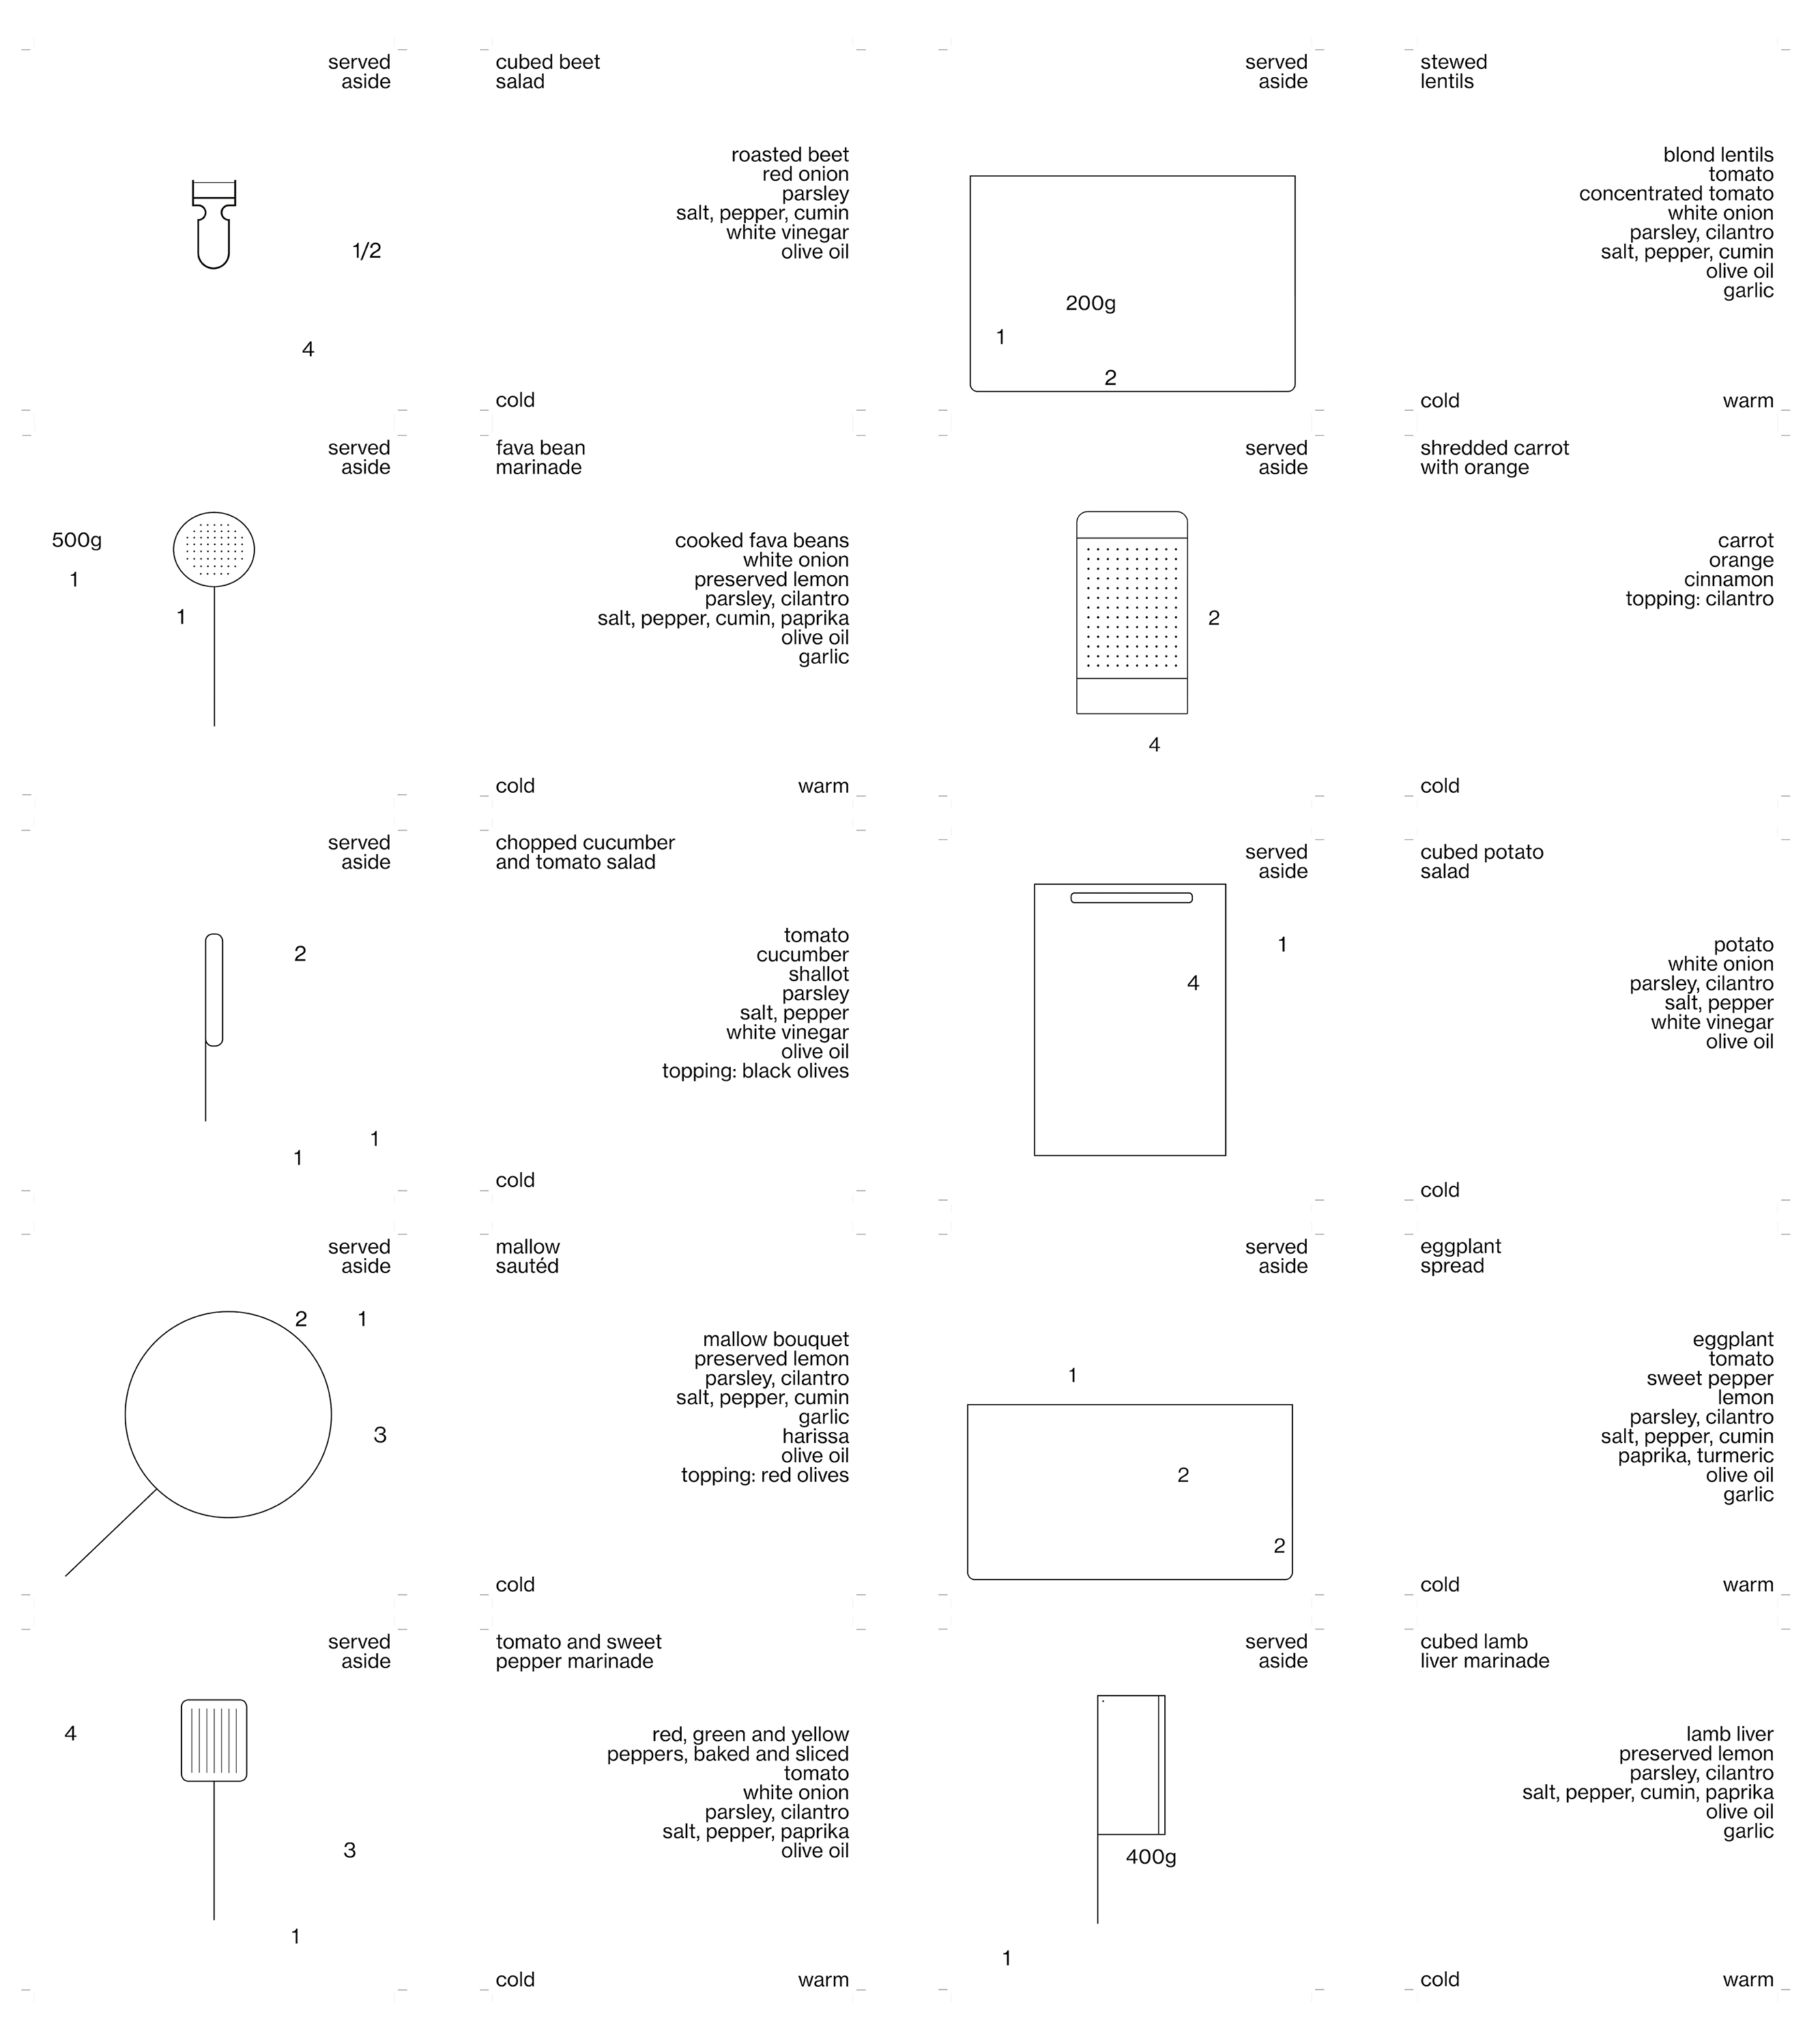 served
aside
1/2
4
cubed beet
salad
roasted beet
red onion
parsley
salt, pepper, cumin
white vinegar
olive oil
cold
served
aside
200g
1
2
stewed
lentils
blond lentils
tomato
concentrated tomato
white onion
parsley, cilantro
salt, pepper, cumin
olive oil
garlic
cold
warm
served
aside
500g
1
1
fava bean
marinade
cooked fava beans
white onion
preserved lemon
parsley, cilantro
salt, pepper, cumin, paprika
olive oil
garlic
cold
warm
served
aside
2
4
shredded carrot
with orange
carrot
orange
cinnamon
topping: cilantro
cold
served
aside
2
1
1
chopped cucumber
and tomato salad
tomato
cucumber
shallot
parsley
salt, pepper
white vinegar
olive oil
topping: black olives
cold
served
aside
1
4
cubed potato
salad
potato
white onion
parsley, cilantro
salt, pepper
white vinegar
olive oil
cold
served
aside
2
1
3
mallow
sautéd
mallow bouquet
preserved lemon
parsley, cilantro
salt, pepper, cumin
garlic
harissa
olive oil
topping: red olives
cold
served
aside
1
2
2
eggplant
spread
eggplant
tomato
sweet pepper
lemon
parsley, cilantro
salt, pepper, cumin
paprika, turmeric
olive oil
garlic
cold
warm
served
aside
4
3
1
tomato and sweet
pepper marinade
red, green and yellow
peppers, baked and sliced
tomato
white onion
parsley, cilantro
salt, pepper, paprika
olive oil
cold
warm
served
aside
400g
1
cubed lamb
liver marinade
lamb liver
preserved lemon
parsley, cilantro
salt, pepper, cumin, paprika
olive oil
garlic
cold
warm